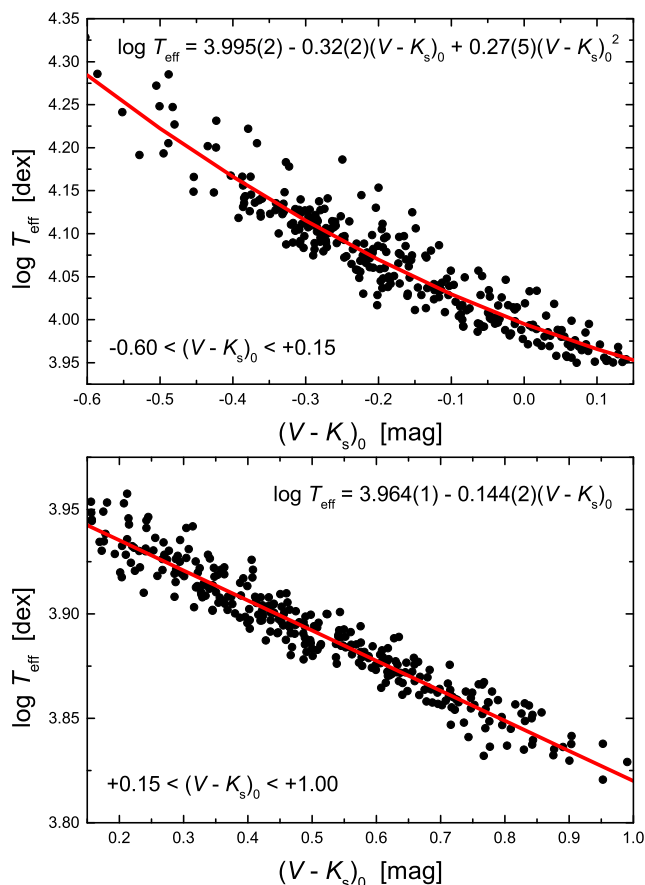 log T_eff = 3.995(2) - 0.32(2)(V - K_s)_0 + 0.27(5)(V - K_s)_0^2
4.35
4.30
4.25
4.20
4.15
4.10
4.05
4.00
3.95
log T_eff [dex]
-0.60 < (V - K_s)_0 < +0.15
-0.6 -0.5 -0.4 -0.3 -0.2 -0.1 0.0 0.1
(V - K_s)_0 [mag]
log T_eff = 3.964(1) - 0.144(2)(V - K_s)_0
3.95
3.90
3.85
3.80
log T_eff [dex]
+0.15 < (V - K_s)_0 < +1.00
0.2 0.3 0.4 0.5 0.6 0.7 0.8 0.9 1.0
(V - K_s)_0 [mag]